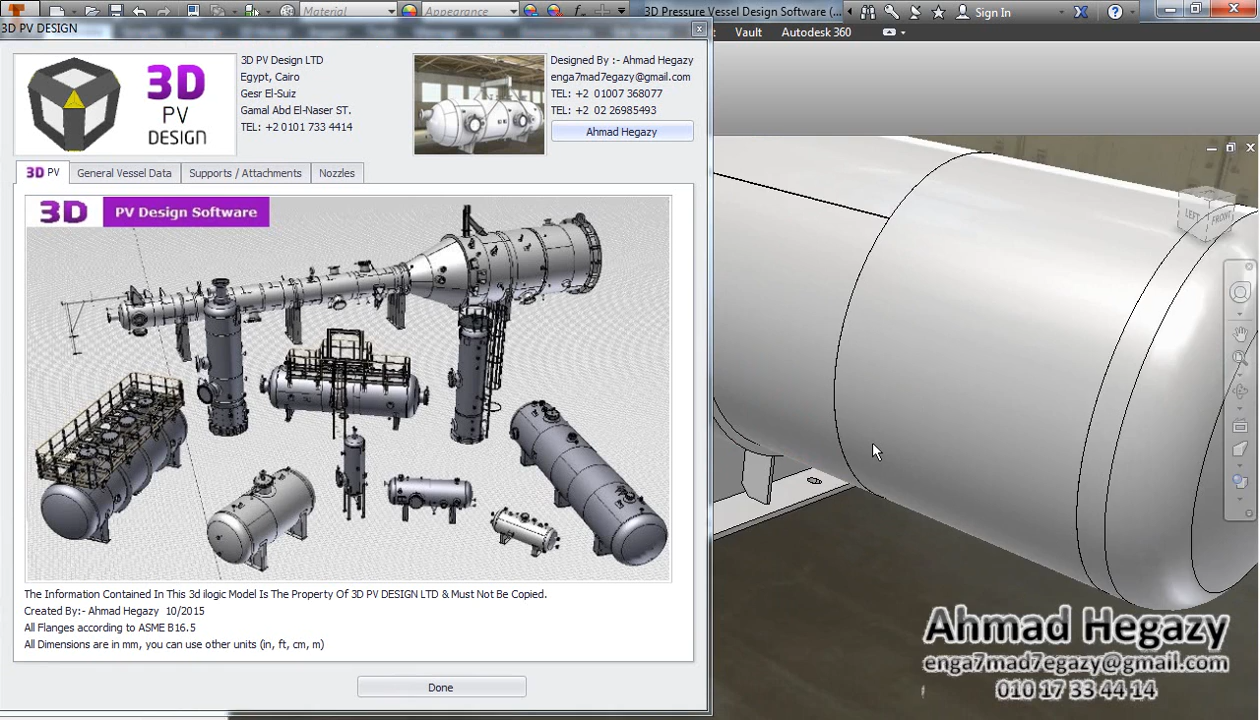 Material
Appearance
3D Pressure Vessel Design Software (...
Sign In
3D PV DESIGN
Vault
Autodesk 360
3D
PV
DESIGN
3D PV Design LTD
Egypt, Cairo
Gesr El-Suiz
Gamal Abd El-Naser ST.
TEL: +2 0101 733 4414
Designed By :- Ahmad Hegazy
enga7mad7egazy@gmail.com
TEL: +2 01007 368077
TEL: +2 02 26985493
Ahmad Hegazy
3D PV
General Vessel Data
Supports / Attachments
Nozzles
3D PV Design Software
LEFT
FRONT
The Information Contained In This 3d ilogic Model Is The Property Of 3D PV DESIGN LTD & Must Not Be Copied.
Created By:- Ahmad Hegazy 10/2015
All Flanges according to ASME B16.5
All Dimensions are in mm, you can use other units (in, ft, cm, m)
Done
Ahmad Hegazy
enga7mad7egazy@gmail.com
010 17 33 44 14